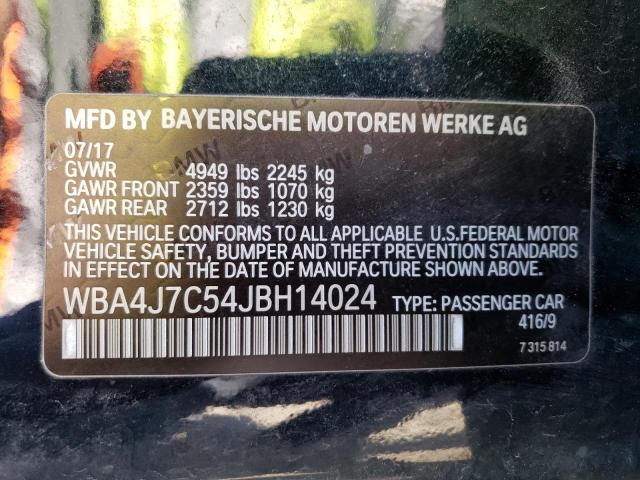 MFD BY BAYERISCHE MOTOREN WERKE AG
07/17
GVWR 4949 lbs 2245 kg
GAWR FRONT 2359 lbs 1070 kg
GAWR REAR 2712 lbs 1230 kg
THIS VEHICLE CONFORMS TO ALL APPLICABLE U.S.FEDERAL MOTOR
VEHICLE SAFETY, BUMPER AND THEFT PREVENTION STANDARDS
IN EFFECT ON THE DATE OF MANUFACTURE SHOWN ABOVE.
WBA4J7C54JBH14024 TYPE: PASSENGER CAR
416/9
7 315 814